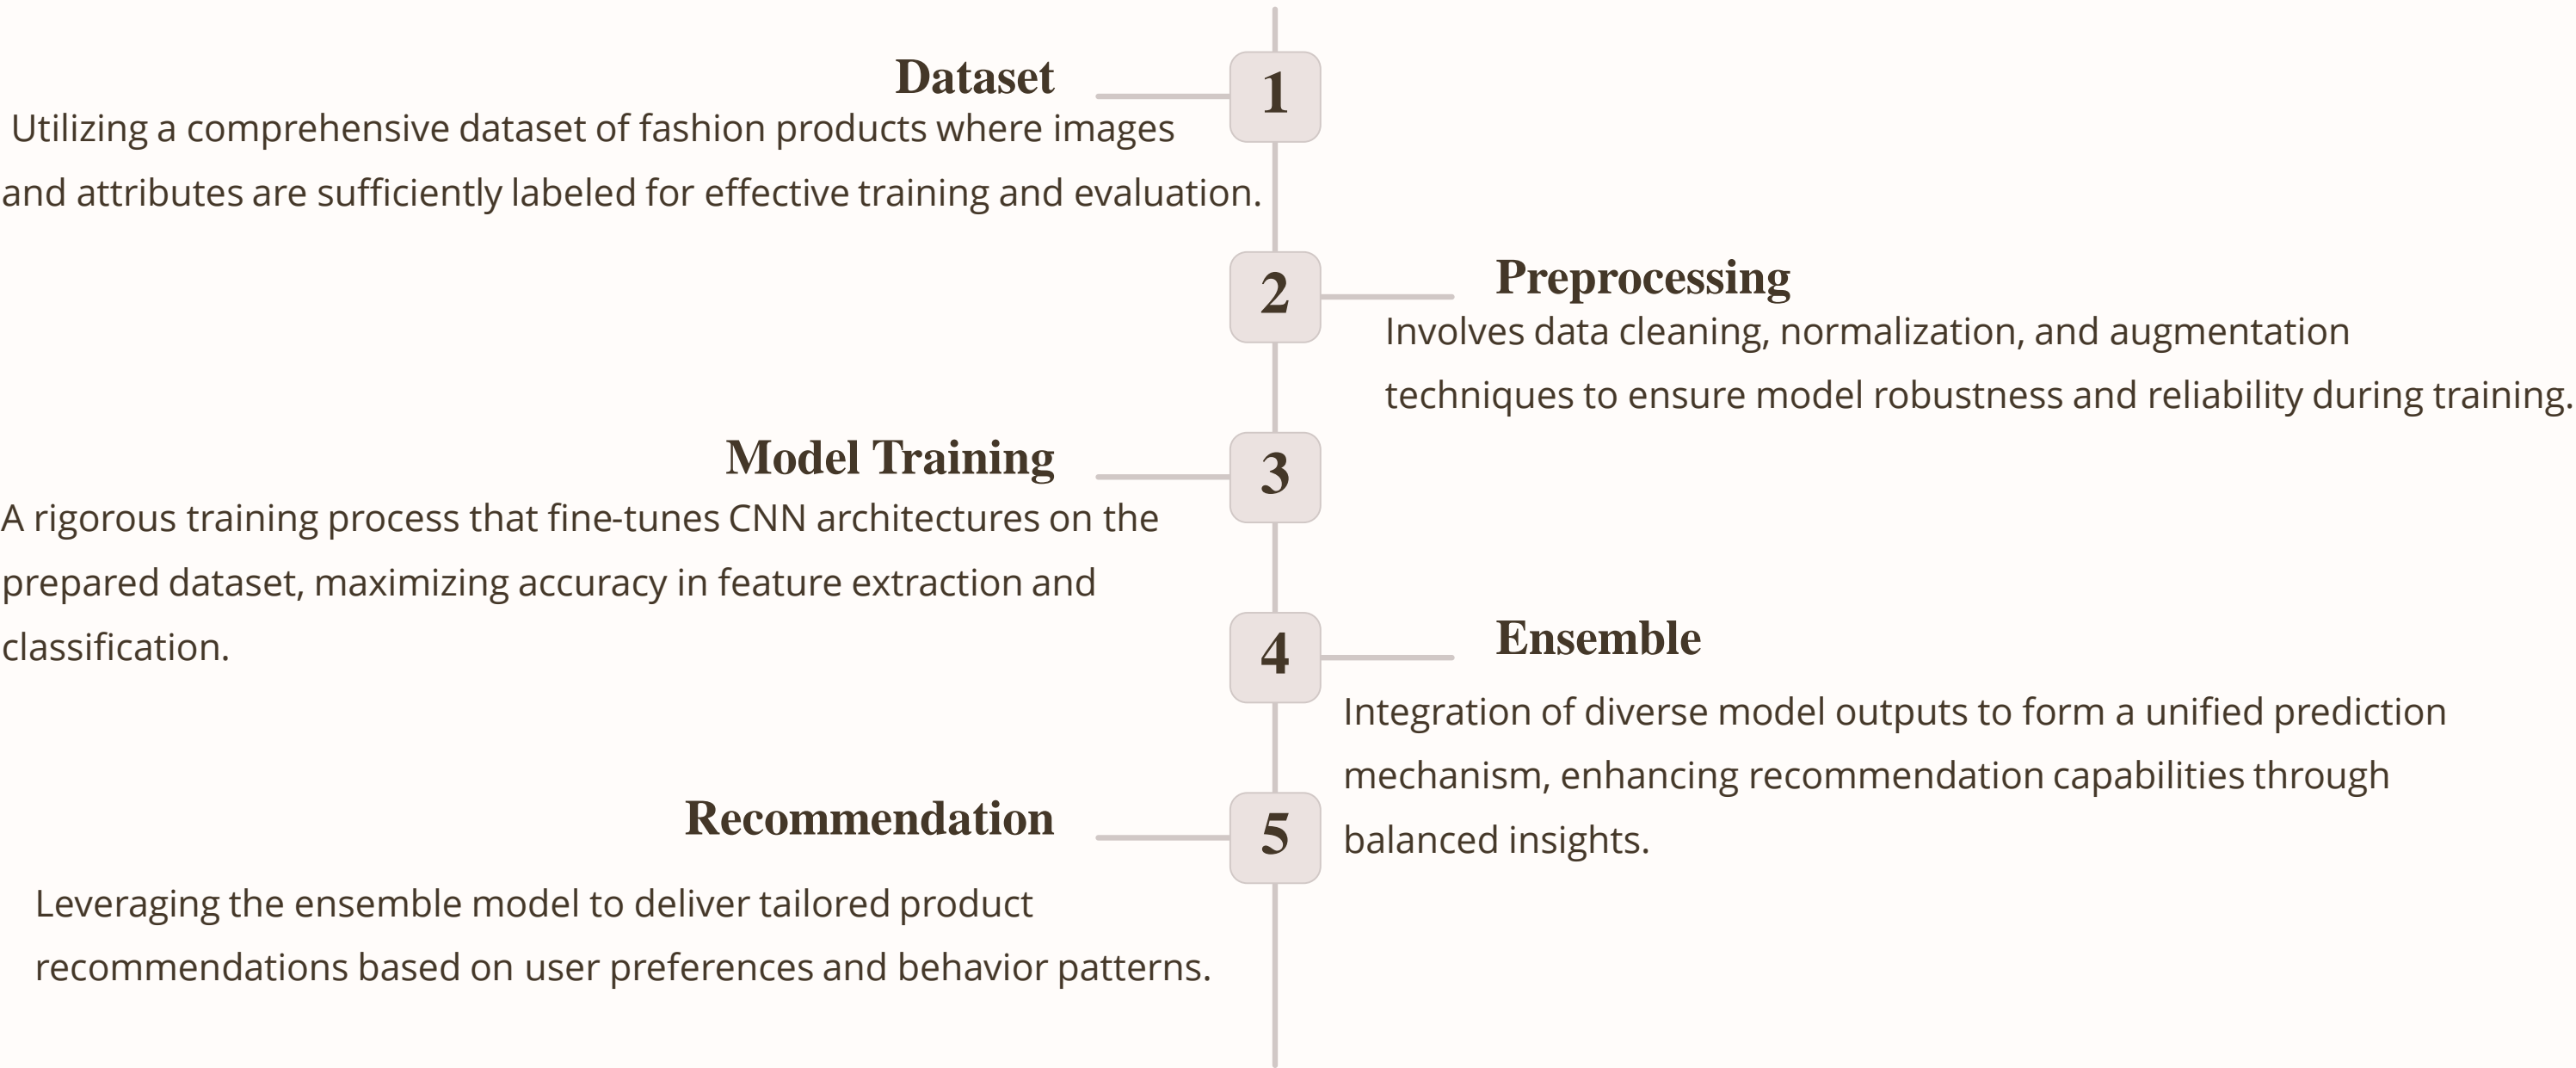 Dataset
1
Utilizing a comprehensive dataset of fashion products where images
and attributes are sufficiently labeled for effective training and evaluation.
2
Preprocessing
Involves data cleaning, normalization, and augmentation
techniques to ensure model robustness and reliability during training.
Model Training
3
A rigorous training process that fine-tunes CNN architectures on the
prepared dataset, maximizing accuracy in feature extraction and
classification.
4
Ensemble
Integration of diverse model outputs to form a unified prediction
mechanism, enhancing recommendation capabilities through
balanced insights.
Recommendation
5
Leveraging the ensemble model to deliver tailored product
recommendations based on user preferences and behavior patterns.